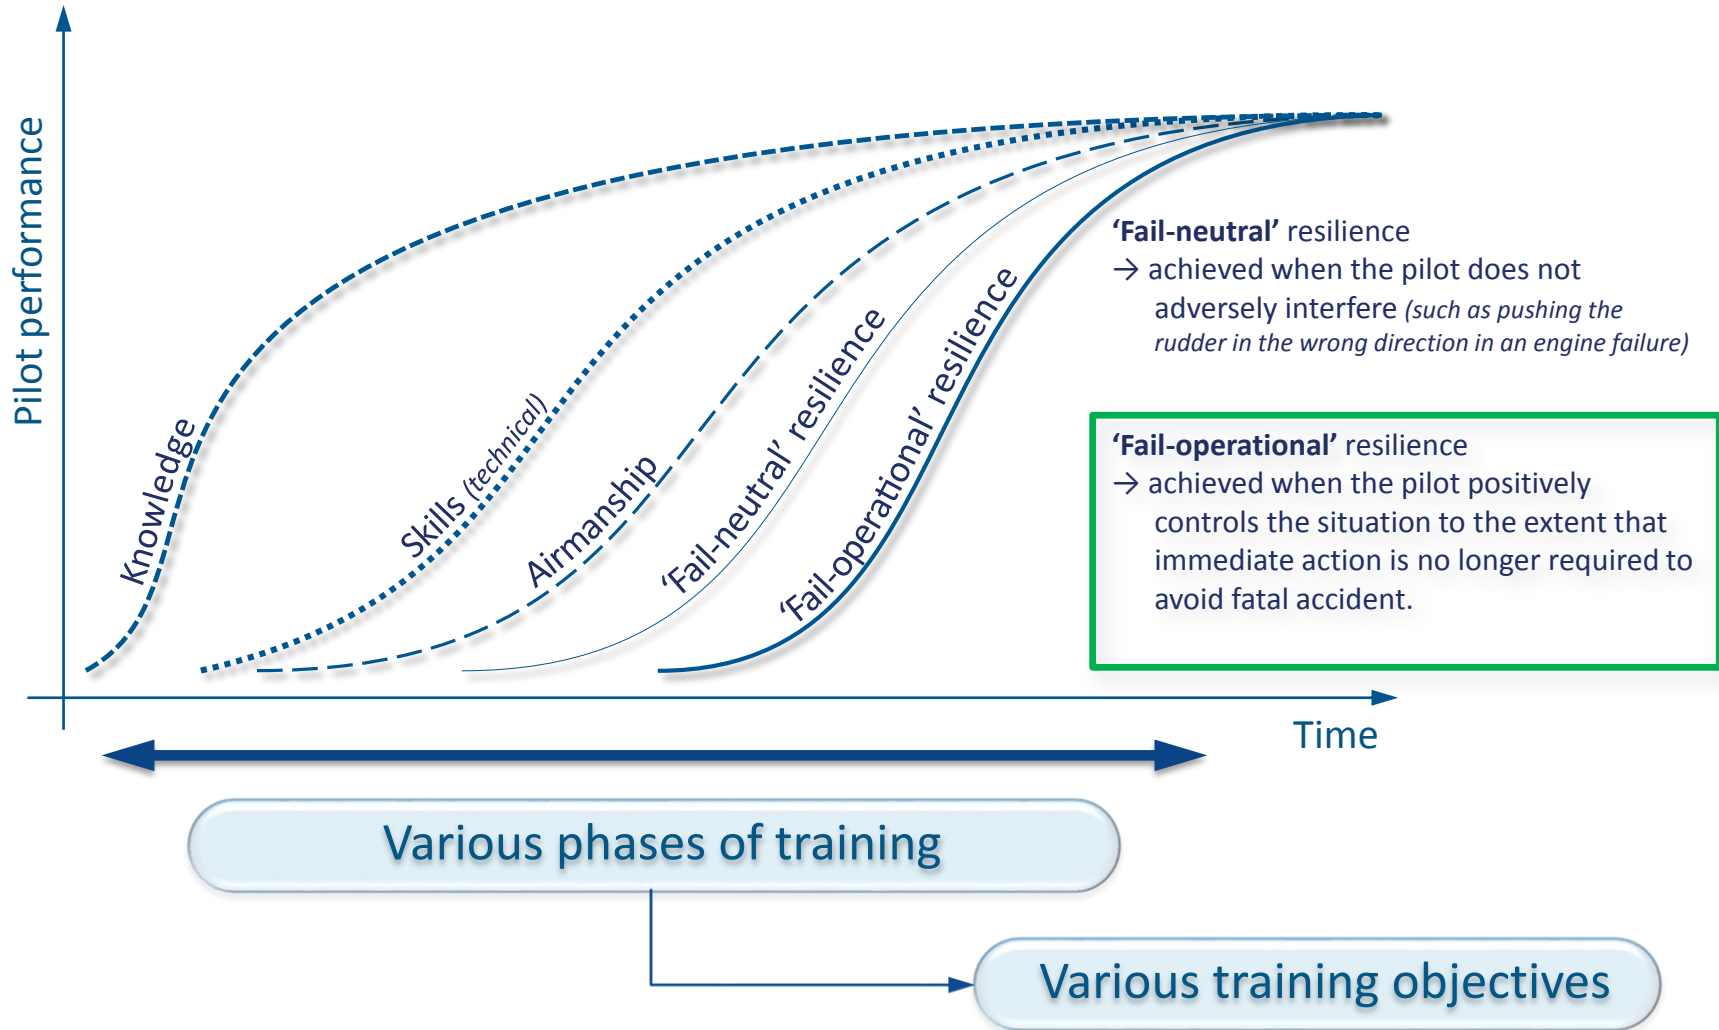 Pilot performance
Knowledge
Skills (technical)
Airmanship
‘Fail-neutral’ resilience
‘Fail-operational’ resilience
‘Fail-neutral’ resilience
→ achieved when the pilot does not
adversely interfere (such as pushing the
rudder in the wrong direction in an engine failure)
‘Fail-operational’ resilience
→ achieved when the pilot positively
controls the situation to the extent that
immediate action is no longer required to
avoid fatal accident.
Time
Various phases of training
Various training objectives